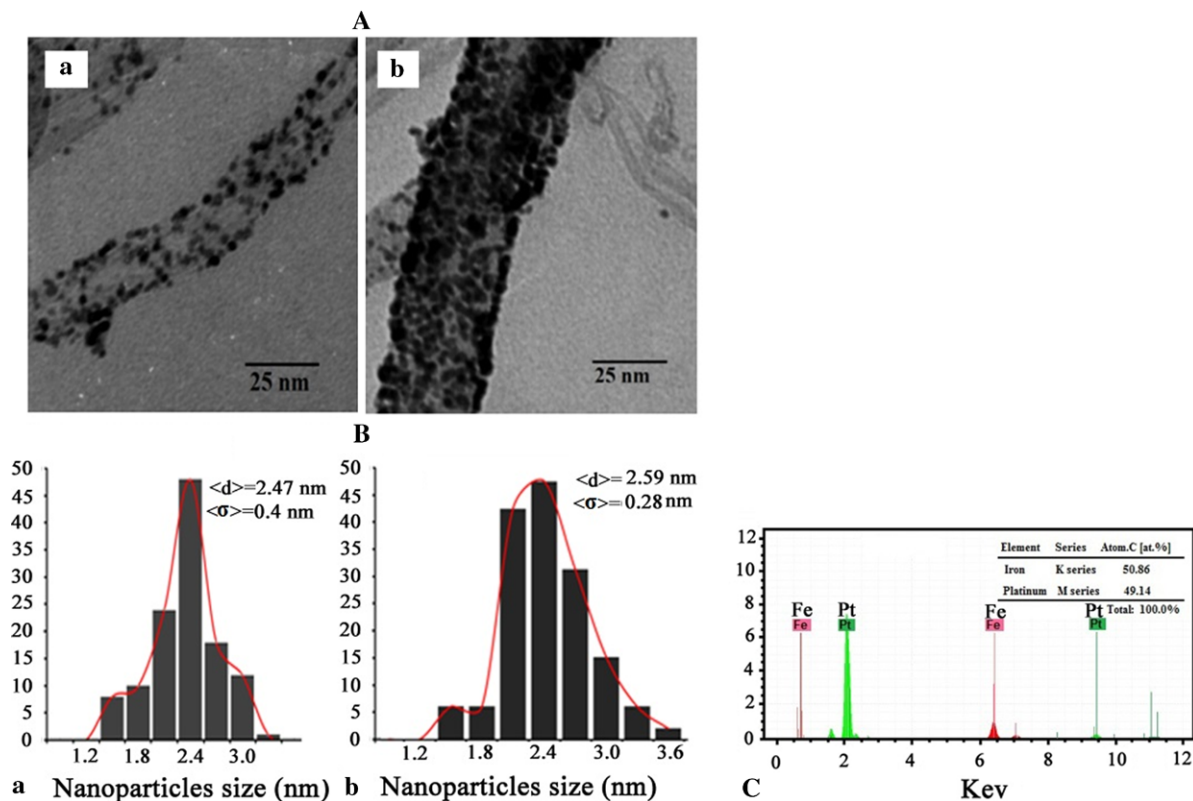 A
a
b
25 nm
25 nm
B
50
45
40
35
30
25
20
15
10
5
0
<d>=2.47 nm
<σ>=0.4 nm
1.2 1.8 2.4 3.0
a Nanoparticles size (nm)
50
45
40
35
30
25
20
15
10
5
0
<d>=2.59 nm
<σ>=0.28 nm
1.2 1.8 2.4 3.0 3.6
b Nanoparticles size (nm)
12
10
8
6
4
2
0
Element Series Atom.C [at.%]
Iron K series 50.86
Platinum M series 49.14
Total: 100.0%
Fe Pt Fe Pt
Fe Pt Fe Pt
0 2 4 6 8 10 12
C Kev